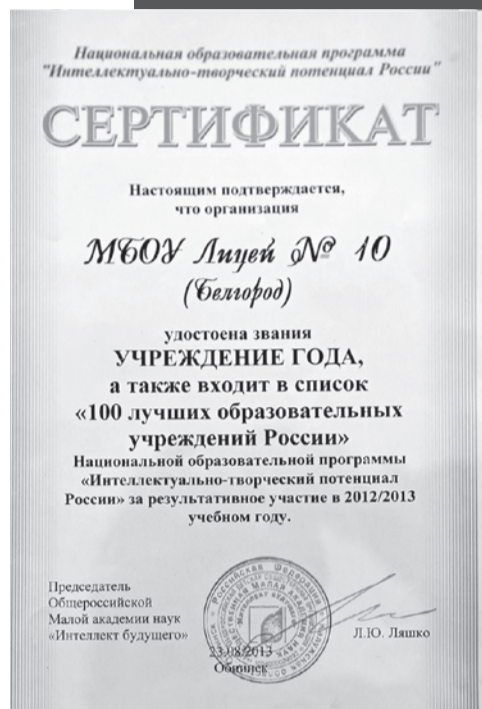 Национальная образовательная программа
"Интеллектуально-творческий потенциал России"
СЕРТИФИКАТ
Настоящим подтверждается,
что организация
МБОУ Лицей № 10
(Белгород)
удостоена звания
УЧРЕЖДЕНИЕ ГОДА,
а также входит в список
«100 лучших образовательных
учреждений России»
Национальной образовательной программы
«Интеллектуально-творческий потенциал
России» за результативное участие в 2012/2013
учебном году.
Председатель
Общероссийской
Малой академии наук
«Интеллект будущего»
Л.Ю. Ляшко
23.08.2013
Обнинск
Российская Федерация